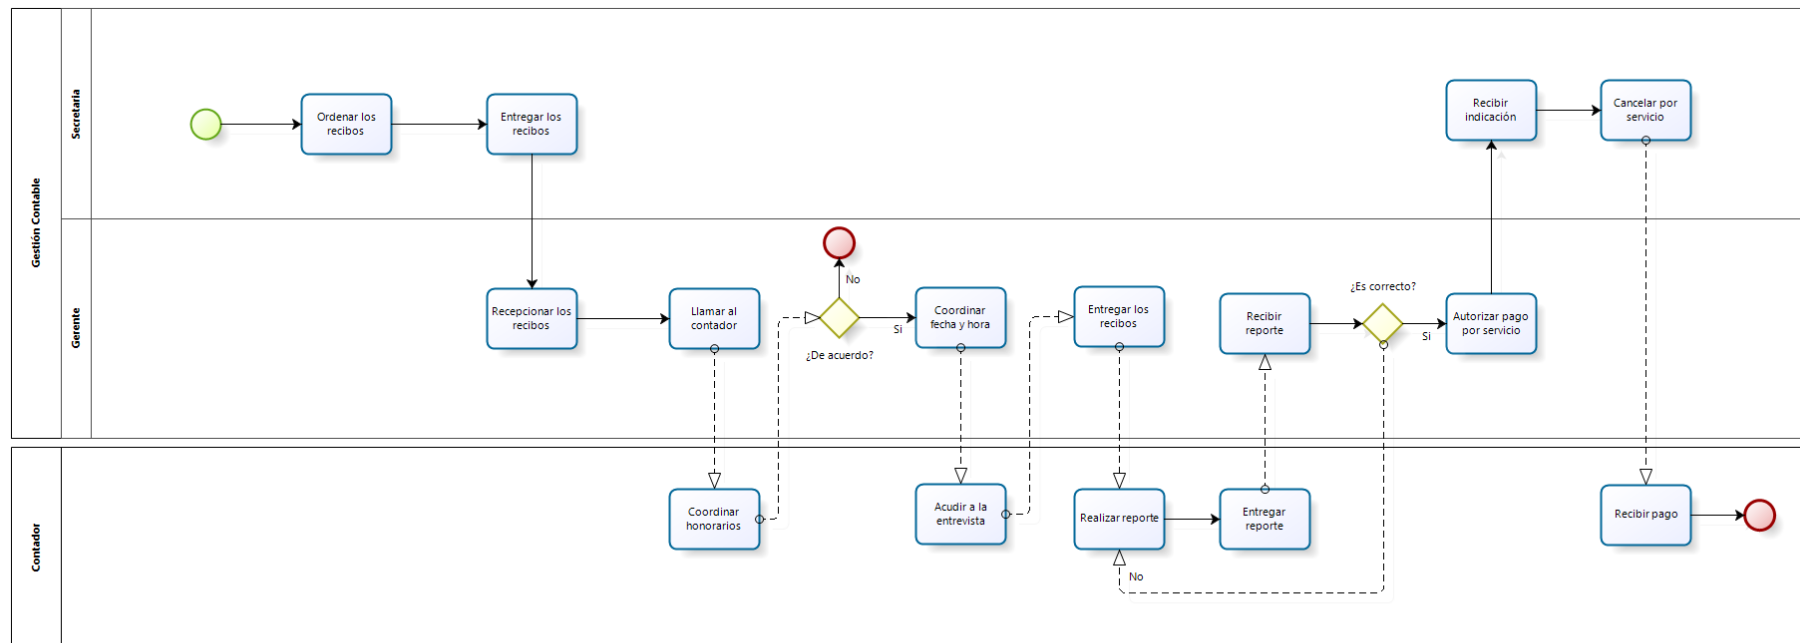 Gestión Contable
Secretaria
Ordenar los
recibos
Entregar los
recibos
Recibir
indicación
Cancelar por
servicio
Gerente
Recepcionar los
recibos
Llamar al
contador
No
¿De acuerdo?
Si
Coordinar
fecha y hora
Entregar los
recibos
Recibir
reporte
¿Es correcto?
Si
Autorizar pago
por servicio
Contador
Coordinar
honorarios
Acudir a la
entrevista
Realizar reporte
Entregar
reporte
No
Recibir pago